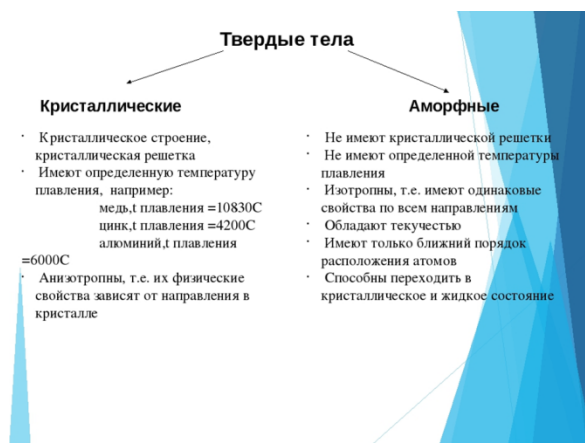 Твердые тела
Кристаллические
· Кристаллическое строение,
кристаллическая решетка
· Имеют определенную температуру
плавления, например:
медь,t плавления =10830С
цинк,t плавления =4200С
алюминий,t плавления
=6000С
· Анизотропны, т.е. их физические
свойства зависят от направления в
кристалле
Аморфные
· Не имеют кристаллической решетки
· Не имеют определенной температуры
плавления
· Изотропны, т.е. имеют одинаковые
свойства по всем направлениям
· Обладают текучестью
· Имеют только ближний порядок
расположения атомов
· Способны переходить в
кристаллическое и жидкое состояние